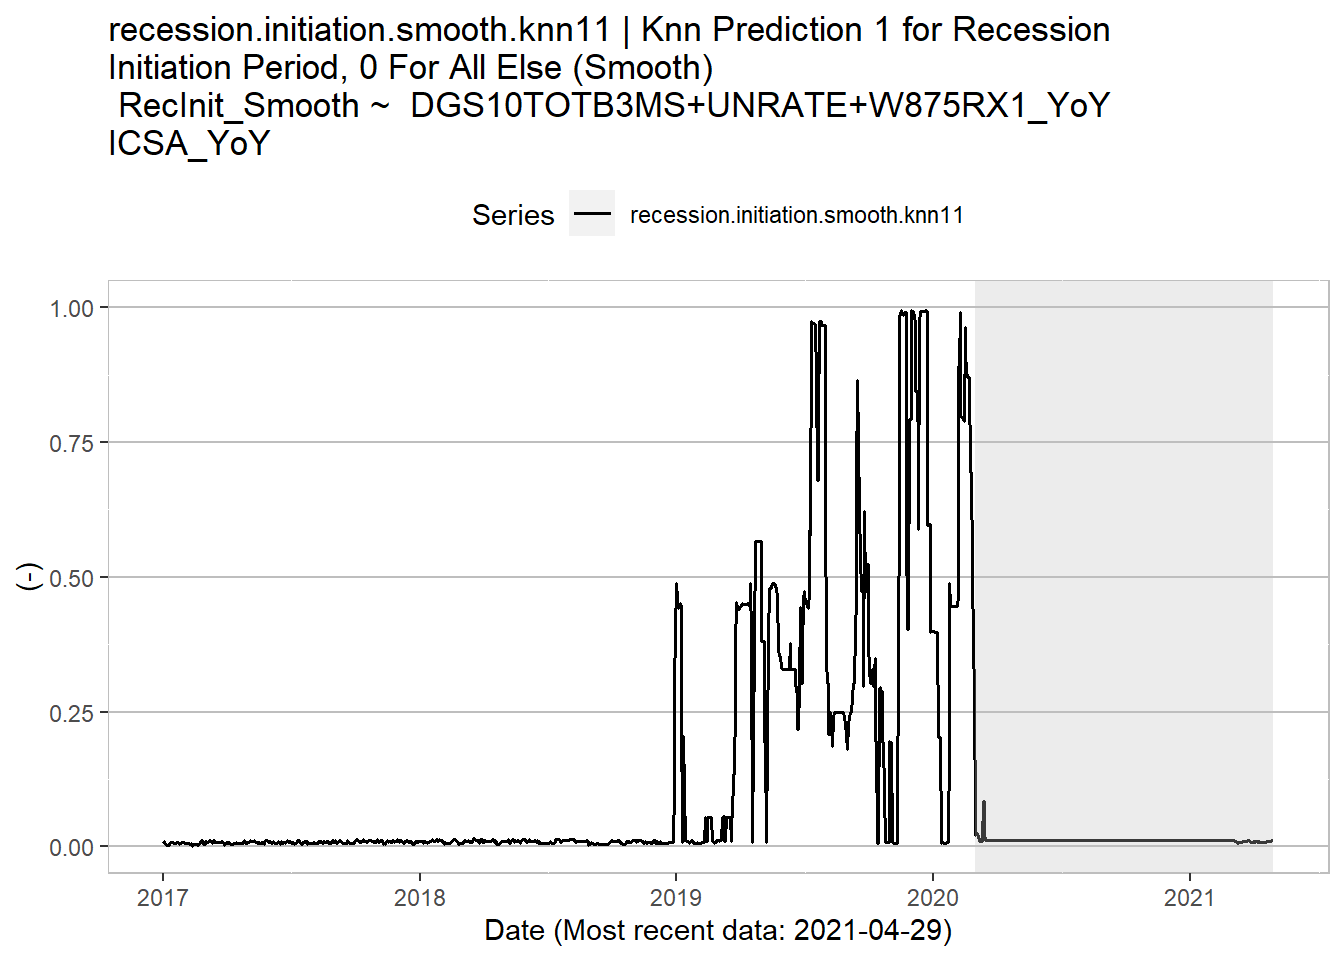 recession.initiation.smooth.knn11 | Knn Prediction 1 for Recession
Initiation Period, 0 For All Else (Smooth)
RecInit_Smooth ~  DGS10TOTB3MS+UNRATE+W875RX1_YoY
ICSA_YoY
Series
recession.initiation.smooth.knn11
1.00
0.75
0.50
0.25
0.00
(-)
2017
2018
2019
2020
2021
Date (Most recent data: 2021-04-29)